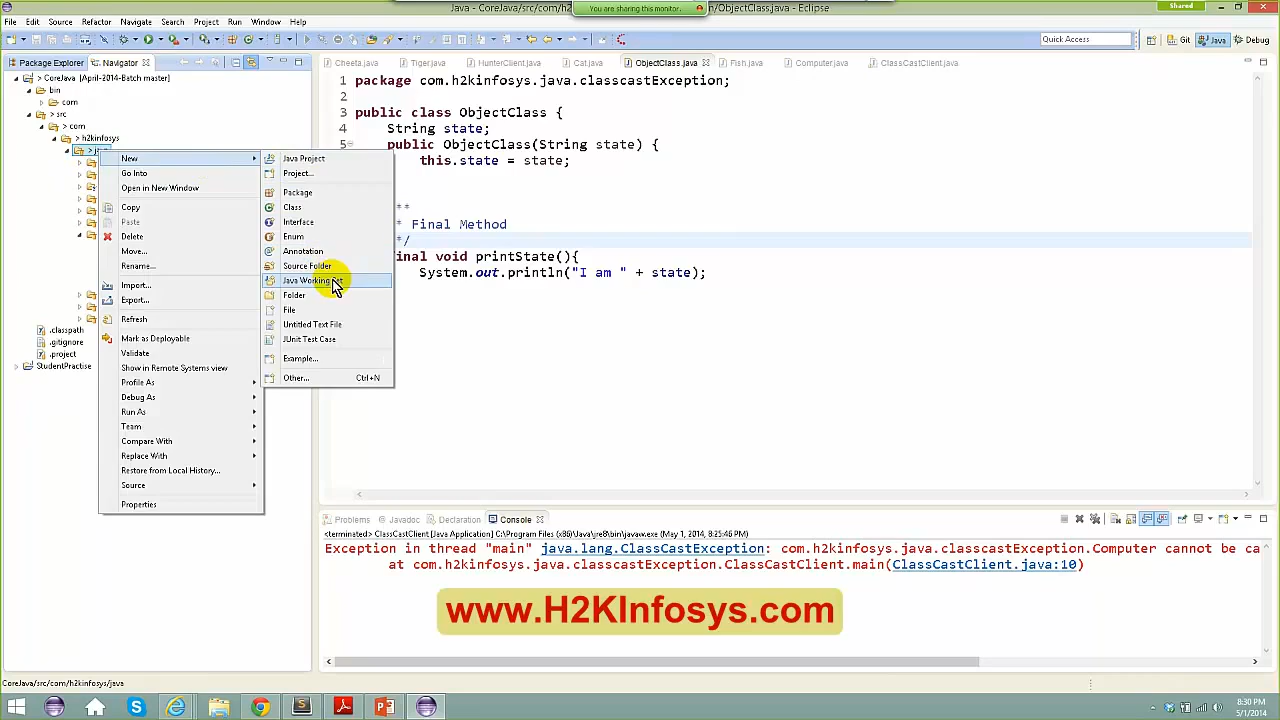 You are sharing this monitor.
Shared
Java - CoreJava/src/com/h2
n/ObjectClass.java - Eclipse
File Edit Source Refactor Navigate Search Project Run Window Help
Quick Access
Git Java Debug
Package Explorer Navigator
Cheeta.java Tiger.java HunterClient.java Cat.java ObjectClass.java Fish.java Computer.java ClassCastClient.java
> CoreJava [April-2014-Batch master]
bin
com
> src
> com
> h2kinfosys
.classpath
.gitignore
.project
StudentPractise
New
Go Into
Open in New Window
Copy
Paste
Delete
Move...
Rename...
Import...
Export...
Refresh
Mark as Deployable
Validate
Show in Remote Systems view
Profile As
Debug As
Run As
Team
Compare With
Replace With
Restore from Local History...
Source
Properties
Java Project
Project...
Package
Class
Interface
Enum
Annotation
Source Folder
Java Working Set
Folder
File
Untitled Text File
JUnit Test Case
Example...
Other... Ctrl+N
1 package com.h2kinfosys.java.classcastException;
2
3 public class ObjectClass {
4 String state;
5 public ObjectClass(String state) {
this.state = state;
**
* Final Method
*/
inal void printState(){
System.out.println("I am " + state);
Problems Javadoc Declaration Console
<terminated> ClassCastClient [Java Application] C:\Program Files (x86)\Java\jre8\bin\javaw.exe (May 1, 2014, 8:25:46 PM)
Exception in thread "main" java.lang.ClassCastException: com.h2kinfosys.java.classcastException.Computer cannot be ca
at com.h2kinfosys.java.classcastException.ClassCastClient.main(ClassCastClient.java:10)
www.H2KInfosys.com
CoreJava/src/com/h2kinfosys/java
8:30 PM
5/1/2014